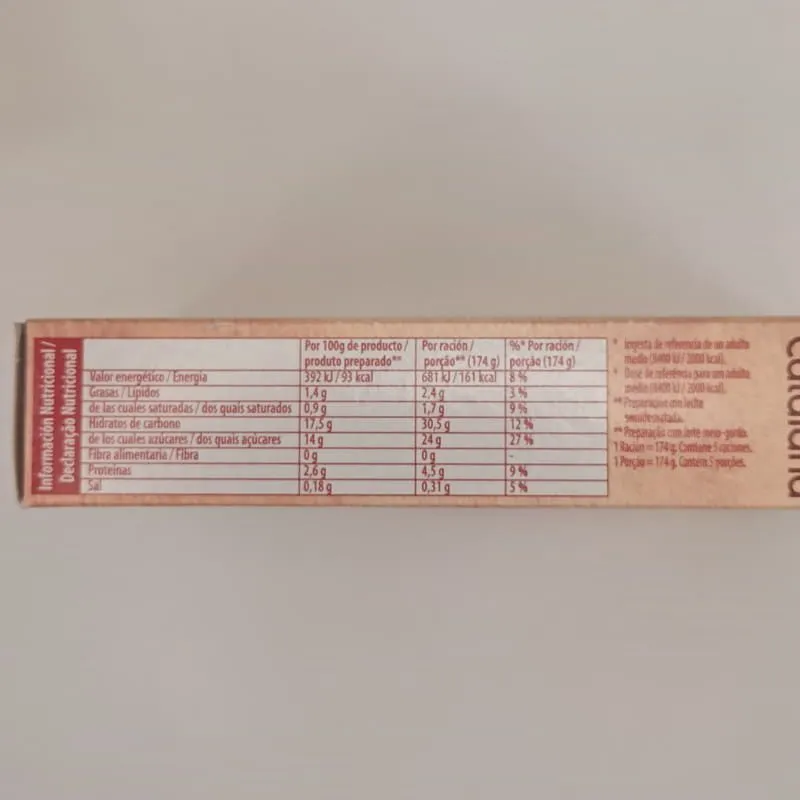 Información Nutricional /
Declaração Nutricional
Por 100g de producto / Por ración / %* Por ración /
produto preparado** porção** (174 g) porção (174 g)
Valor energético / Energia 392 kJ / 93 kcal 681 kJ / 161 kcal 8 %
Grasas / Lípidos 1,4 g 2,4 g 3 %
de las cuales saturadas / dos quais saturados 0,9 g 1,7 g 9 %
Hidratos de carbono 17,5 g 30,5 g 12 %
de los cuales azúcares / dos quais açúcares 14 g 24 g 27 %
Fibra alimentaria / Fibra 0 g 0 g -
Proteínas 2,6 g 4,5 g 9 %
Sal 0,18 g 0,31 g 5 %
* Ingesta de referencia de un adulto
medio (8400 kJ / 2000 kcal).
* Dose de referência para um adulto
médio (8400 kJ / 2000 kcal).
** Preparación con leche
semidesnatada.
** Preparação com leite meio-gordo.
1 Ración = 174 g. Contiene 5 raciones.
1 Porção = 174 g. Contém 5 porções.
catalana